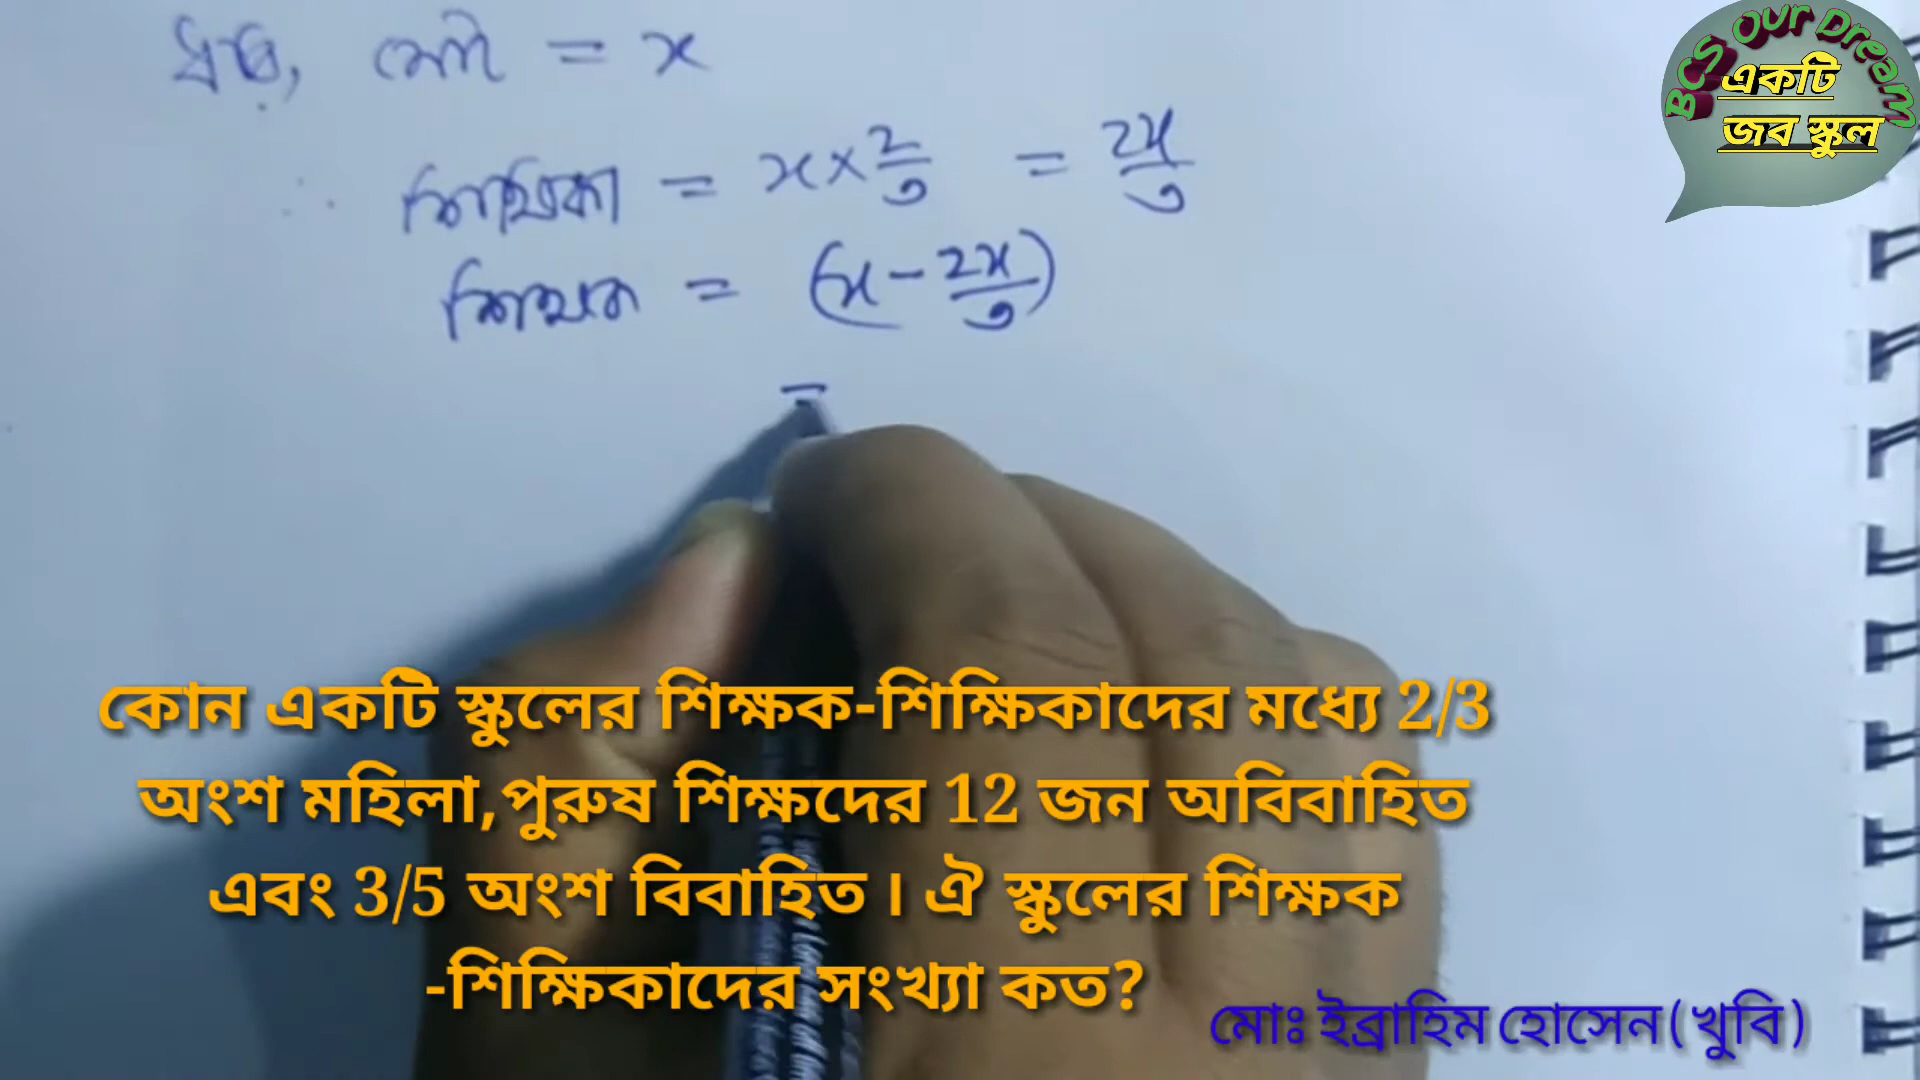 ধরি, মোট = x
∴ শিক্ষিকা = x × 2/3 = 2x/3
শিক্ষক = (x - 2x/3)
=
BCS Our Dream
একটি
জব স্কুল
কোন একটি স্কুলের শিক্ষক-শিক্ষিকাদের মধ্যে 2/3
অংশ মহিলা,পুরুষ শিক্ষদের 12 জন অবিবাহিত
এবং 3/5 অংশ বিবাহিত। ঐ স্কুলের শিক্ষক
-শিক্ষিকাদের সংখ্যা কত?
মোঃ ইব্রাহিম হোসেন(খুবি)